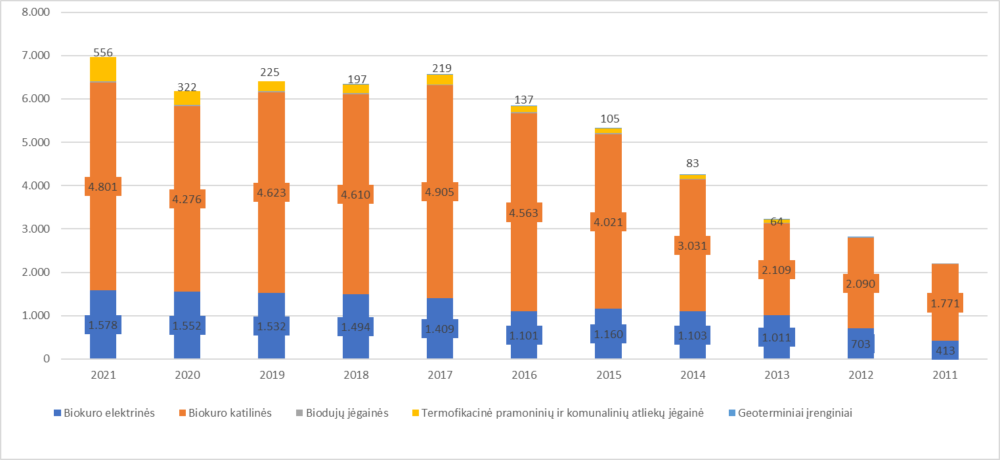 8.000
7.000
6.000
5.000
4.000
3.000
2.000
1.000
0
556 322 225 197 219 137 105 83 64
4.801 4.276 4.623 4.610 4.905 4.563 4.021 3.031 2.109 2.090 1.771
1.578 1.552 1.532 1.494 1.409 1.101 1.160 1.103 1.011 703 413
2021 2020 2019 2018 2017 2016 2015 2014 2013 2012 2011
Biokuro elektrinės Biokuro katilinės Biodujų jėgainės Termofikacinė pramoninių ir komunalinių atliekų jėgainė Geoterminiai įrenginiai